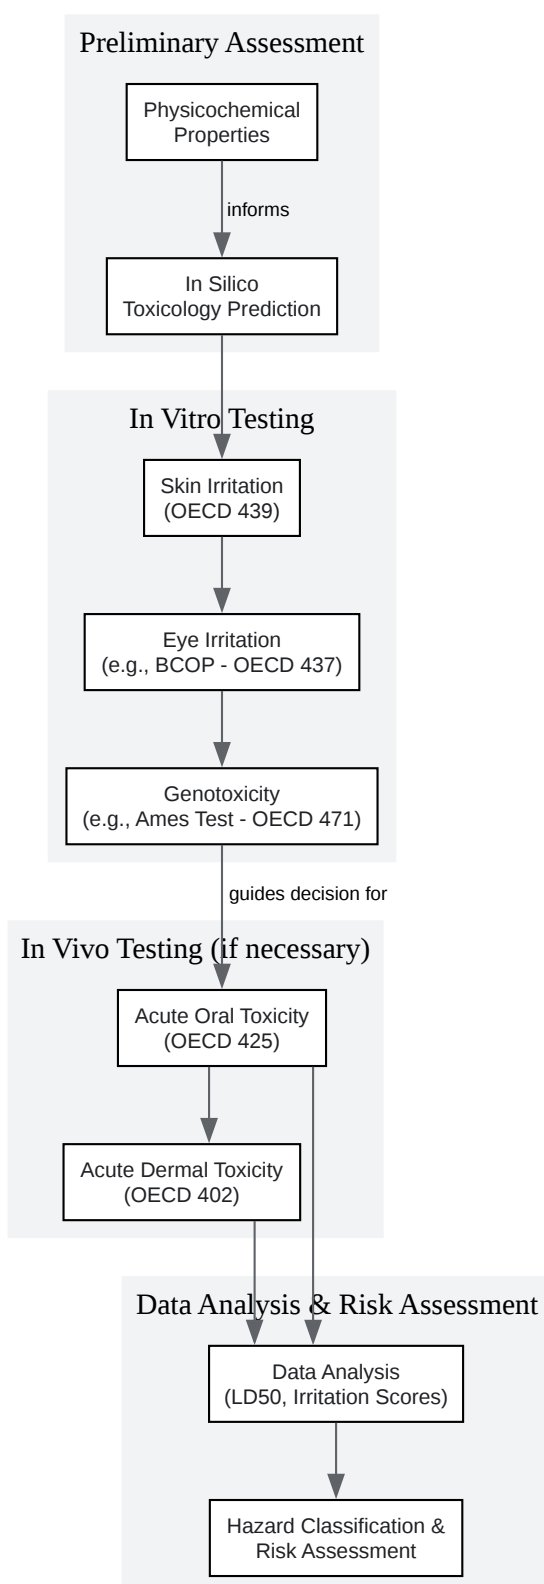 Preliminary Assessment
Physicochemical
Properties
informs
In Silico
Toxicology Prediction
In Vitro Testing
Skin Irritation
(OECD 439)
Eye Irritation
(e.g., BCOP - OECD 437)
Genotoxicity
(e.g., Ames Test - OECD 471)
guides decision for
In Vivo Testing (if necessary)
Acute Oral Toxicity
(OECD 425)
Acute Dermal Toxicity
(OECD 402)
Data Analysis & Risk Assessment
Data Analysis
(LD50, Irritation Scores)
Hazard Classification &
Risk Assessment